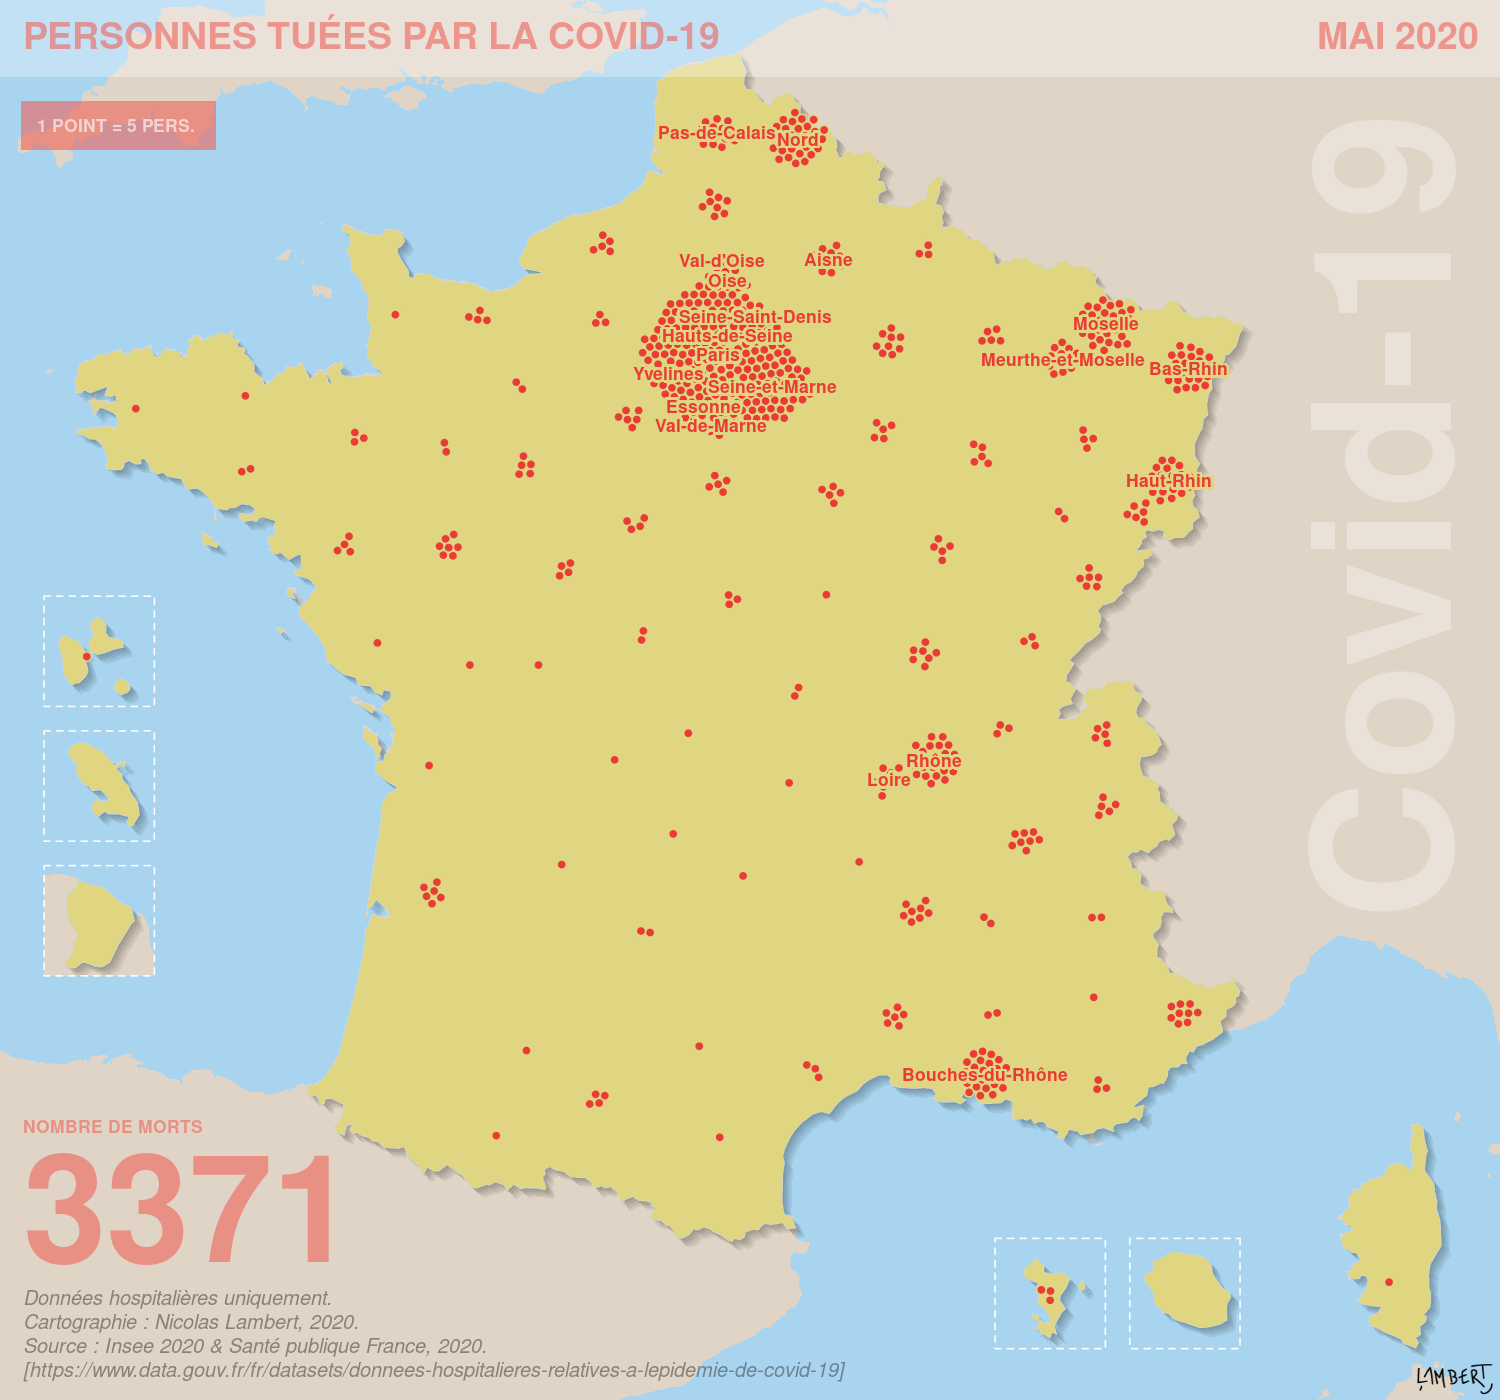 PERSONNES TUÉES PAR LA COVID-19
MAI 2020
1 POINT = 5 PERS.
Pas-de-Calais
Nord
Val-d'Oise
Oise
Aisne
Seine-Saint-Denis
Hauts-de-Seine
Paris
Yvelines
Seine-et-Marne
Essonne
Val-de-Marne
Moselle
Meurthe-et-Moselle
Bas-Rhin
Haut-Rhin
Rhône
Loire
Bouches-du-Rhône
Covid-19
NOMBRE DE MORTS
3371
Données hospitalières uniquement.
Cartographie : Nicolas Lambert, 2020.
Source : Insee 2020 & Santé publique France, 2020.
[https://www.data.gouv.fr/fr/datasets/donnees-hospitalieres-relatives-a-lepidemie-de-covid-19]
LAMBERT